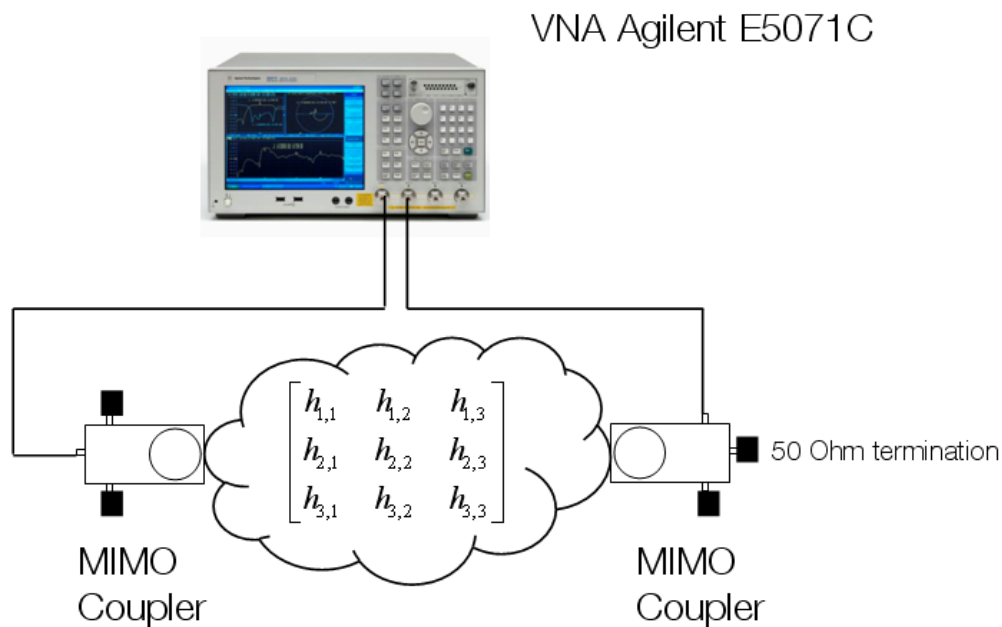 VNA Agilent E5071C
h1,1 h1,2 h1,3
h2,1 h2,2 h2,3
h3,1 h3,2 h3,3
50 Ohm termination
MIMO
Coupler
MIMO
Coupler